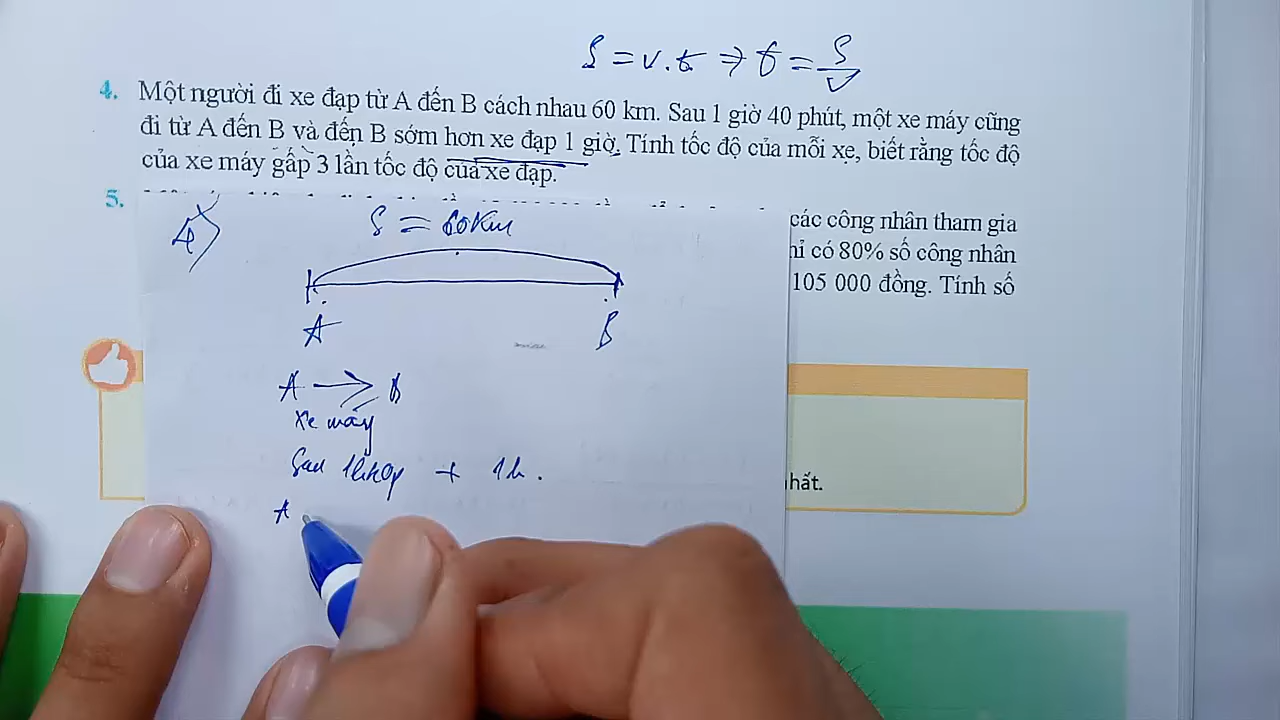 S = v.t ⇒ t = S/v
4. Một người đi xe đạp từ A đến B cách nhau 60 km. Sau 1 giờ 40 phút, một xe máy cũng
đi từ A đến B và đến B sớm hơn xe đạp 1 giờ. Tính tốc độ của mỗi xe, biết rằng tốc độ
của xe máy gấp 3 lần tốc độ của xe đạp.
5.
các công nhân tham gia
hỉ có 80% số công nhân
105 000 đồng. Tính số
4)
S = 60Km
A B
A → B
Xe máy
Sau 1h40p + 1h.
hất.
A